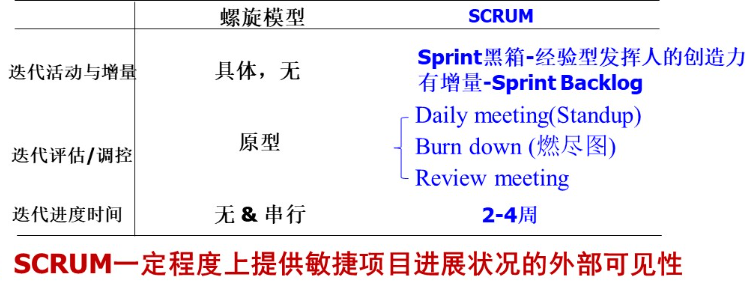 螺旋模型 SCRUM
迭代活动与增量 具体，无 Sprint黑箱-经验型发挥人的创造力
有增量-Sprint Backlog
迭代评估/调控 原型 Daily meeting(Standup)
Burn down (燃尽图)
Review meeting
迭代进度时间 无 & 串行 2-4周
SCRUM一定程度上提供敏捷项目进展状况的外部可见性